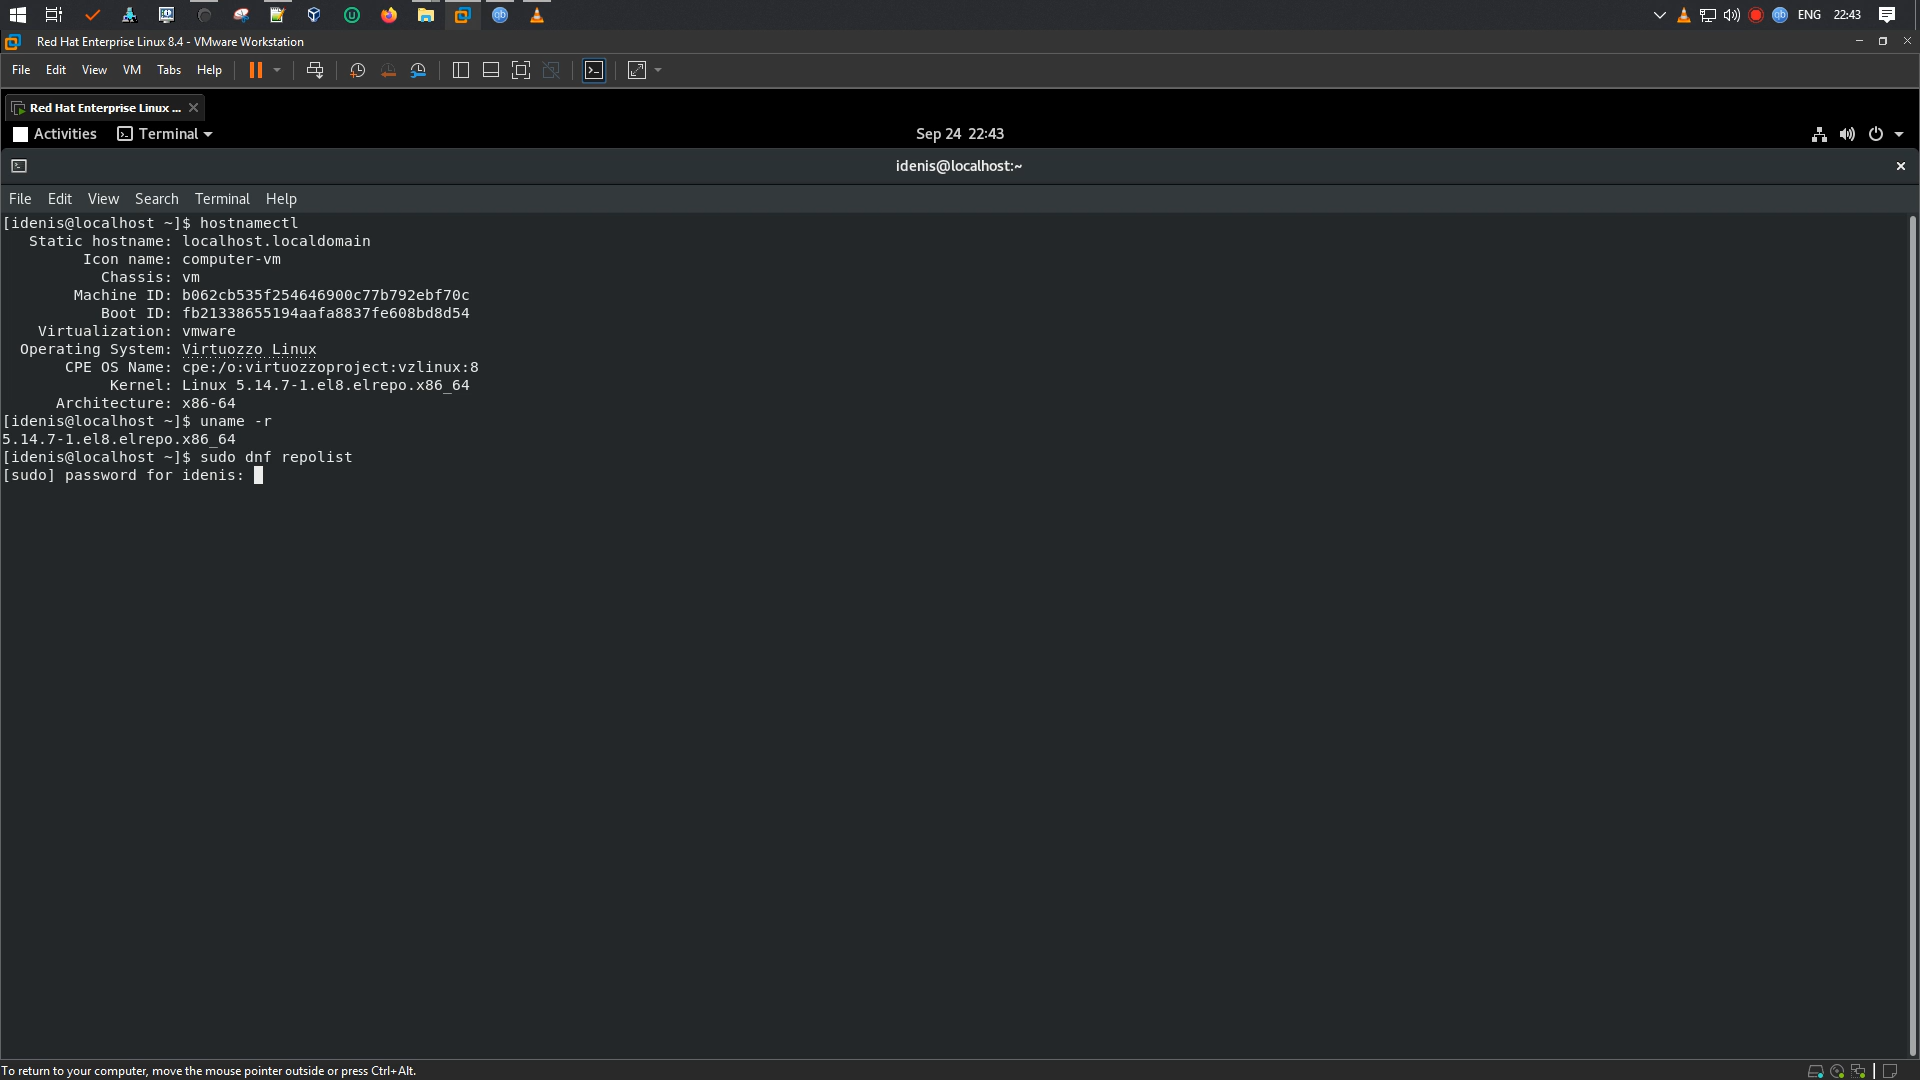 ENG 22:43
Red Hat Enterprise Linux 8.4 - VMware Workstation
File Edit View VM Tabs Help
Red Hat Enterprise Linux ...
Activities Terminal Sep 24 22:43
idenis@localhost:~
File Edit View Search Terminal Help
[idenis@localhost ~]$ hostnamectl
Static hostname: localhost.localdomain
Icon name: computer-vm
Chassis: vm
Machine ID: b062cb535f254646900c77b792ebf70c
Boot ID: fb21338655194aafa8837fe608bd8d54
Virtualization: vmware
Operating System: Virtuozzo Linux
CPE OS Name: cpe:/o:virtuozzoproject:vzlinux:8
Kernel: Linux 5.14.7-1.el8.elrepo.x86_64
Architecture: x86-64
[idenis@localhost ~]$ uname -r
5.14.7-1.el8.elrepo.x86_64
[idenis@localhost ~]$ sudo dnf repolist
[sudo] password for idenis:
To return to your computer, move the mouse pointer outside or press Ctrl+Alt.